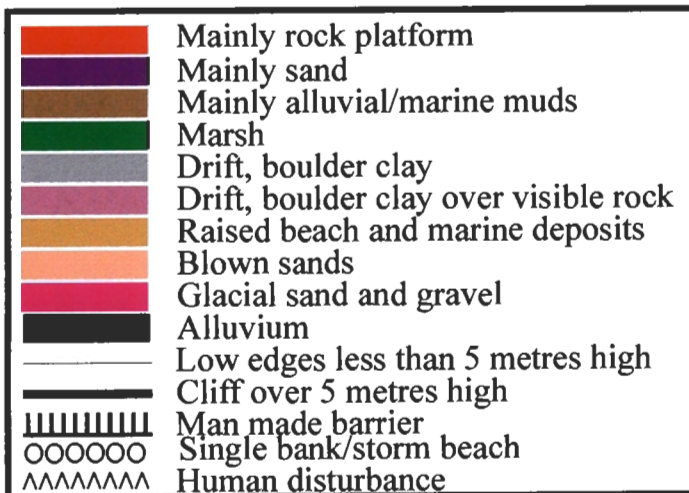 Mainly rock platform
Mainly sand
Mainly alluvial/marine muds
Marsh
Drift, boulder clay
Drift, boulder clay over visible rock
Raised beach and marine deposits
Blown sands
Glacial sand and gravel
Alluvium
Low edges less than 5 metres high
Cliff over 5 metres high
Man made barrier
Single bank/storm beach
Human disturbance